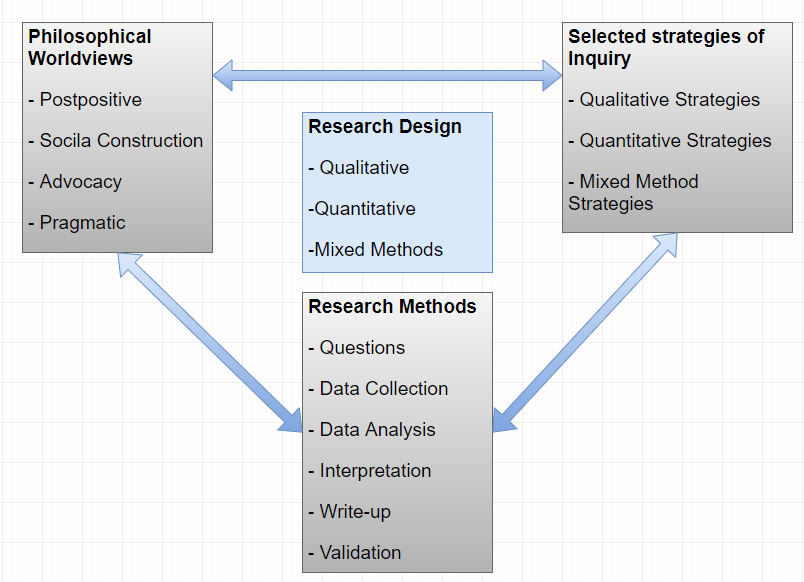 Philosophical
Worldviews
- Postpositive
- Socila Construction
- Advocacy
- Pragmatic
Selected strategies of
Inquiry
- Qualitative Strategies
- Quantitative Strategies
- Mixed Method
Strategies
Research Design
- Qualitative
-Quantitative
-Mixed Methods
Research Methods
- Questions
- Data Collection
- Data Analysis
- Interpretation
- Write-up
- Validation